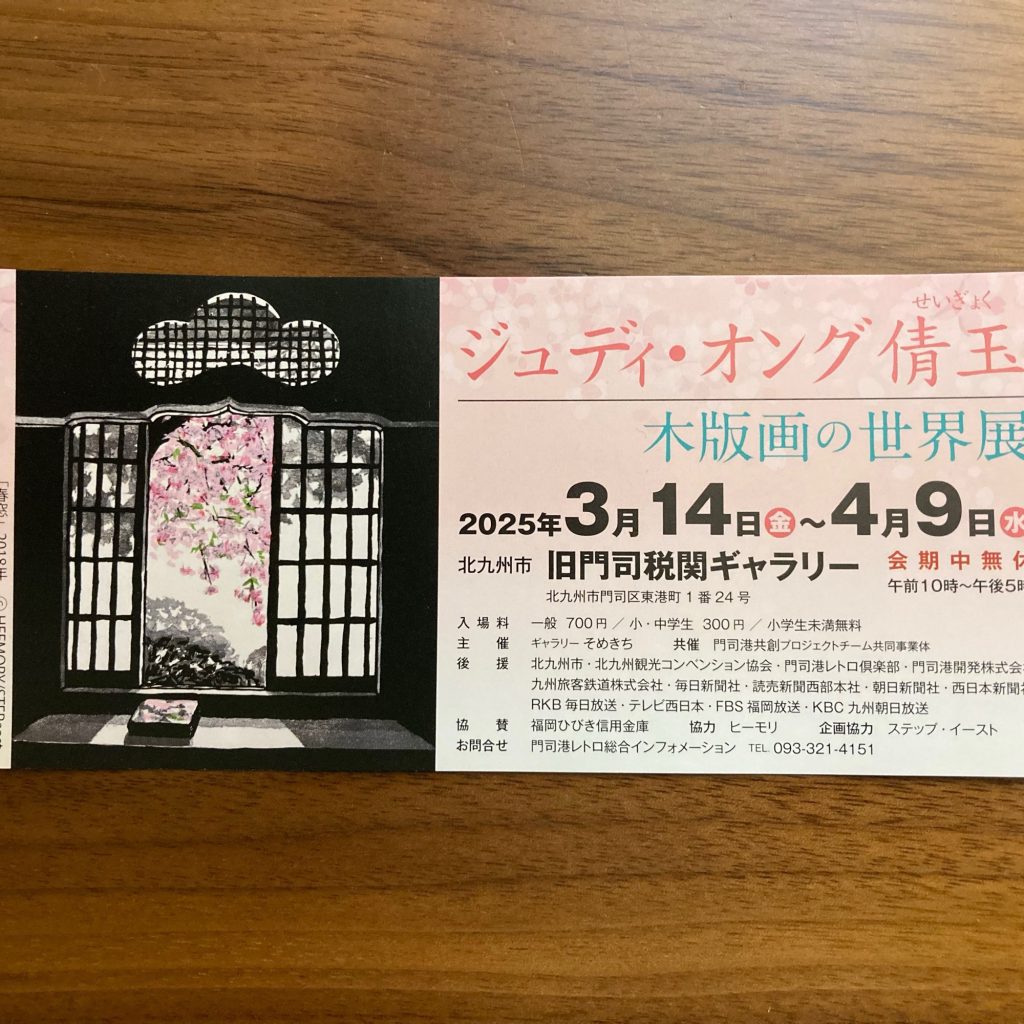 「春窓」 2018年 © HEEMORY/STEP east
せいぎょく
ジュディ・オング倩玉
木版画の世界展
2025年3月14日金～4月9日水
北九州市 旧門司税関ギャラリー
会期中無休
北九州市門司区東港町1番24号
午前10時～午後5時
入場料 一般 700円 / 小・中学生 300円 / 小学生未満無料
主催 ギャラリー そめきち 共催 門司港共創プロジェクトチーム共同事業体
後援 北九州市・北九州観光コンベンション協会・門司港レトロ倶楽部・門司港開発株式会
九州旅客鉄道株式会社・毎日新聞社・読売新聞西部本社・朝日新聞社・西日本新聞
RKB 毎日放送・テレビ西日本・FBS 福岡放送・KBC 九州朝日放送
協賛 福岡ひびき信用金庫 協力 ヒーモリ 企画協力 ステップ・イースト
お問合せ 門司港レトロ総合インフォメーション TEL. 093-321-4151